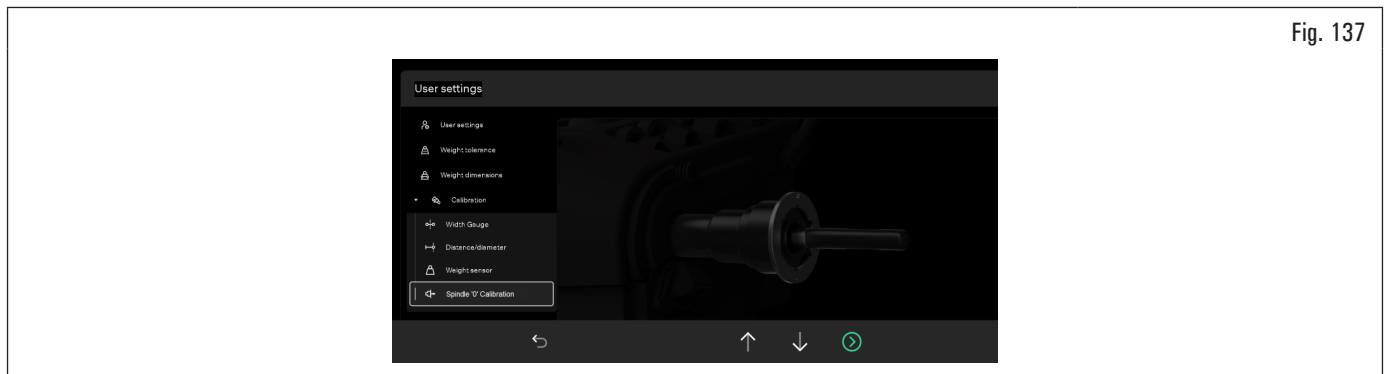 Fig. 137
User settings
User settings
Weight tolerance
Weight dimensions
Calibration
Width Gauge
Distance/diameter
Weight sensor
Spindle '0' Calibration